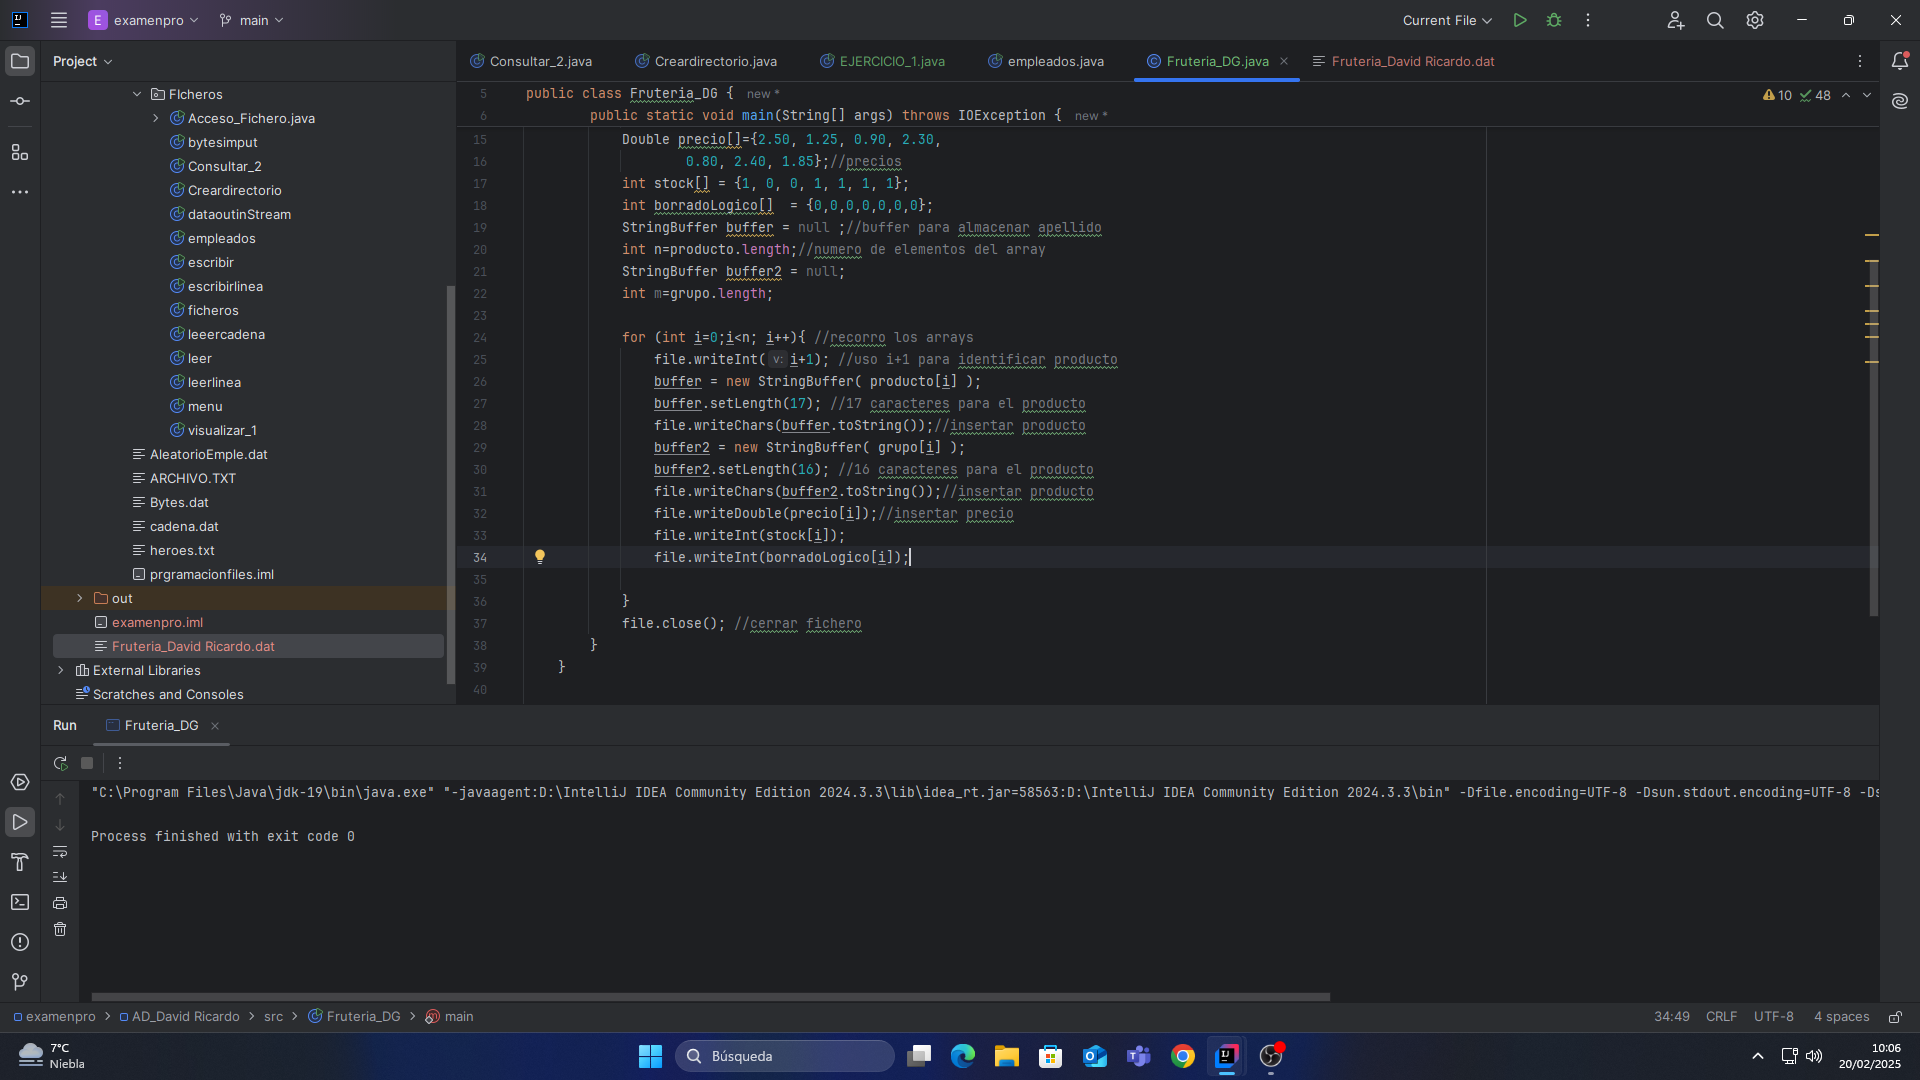 E examenpro main Current File
Project
Consultar_2.java Creardirectorio.java EJERCICIO_1.java empleados.java Fruteria_DG.java Fruteria_David Ricardo.dat
FIcheros
Acceso_Fichero.java
bytesimput
Consultar_2
Creardirectorio
dataoutinStream
empleados
escribir
escribirlinea
ficheros
leeercadena
leer
leerlinea
menu
visualizar_1
AleatorioEmple.dat
ARCHIVO.TXT
Bytes.dat
cadena.dat
heroes.txt
prgramacionfiles.iml
out
examenpro.iml
Fruteria_David Ricardo.dat
External Libraries
Scratches and Consoles
10 48
5 public class Fruteria_DG { new *
6 public static void main(String[] args) throws IOException { new *
15 Double precio[]={2.50, 1.25, 0.90, 2.30,
16 0.80, 2.40, 1.85};//precios
17 int stock[] = {1, 0, 0, 1, 1, 1, 1};
18 int borradoLogico[]  = {0,0,0,0,0,0,0};
19 StringBuffer buffer = null ;//buffer para almacenar apellido
20 int n=producto.length;//numero de elementos del array
21 StringBuffer buffer2 = null;
22 int m=grupo.length;
23
24 for (int i=0;i<n; i++){ //recorro los arrays
25 file.writeInt( v: i+1); //uso i+1 para identificar producto
26 buffer = new StringBuffer( producto[i] );
27 buffer.setLength(17); //17 caracteres para el producto
28 file.writeChars(buffer.toString());//insertar producto
29 buffer2 = new StringBuffer( grupo[i] );
30 buffer2.setLength(16); //16 caracteres para el producto
31 file.writeChars(buffer2.toString());//insertar producto
32 file.writeDouble(precio[i]);//insertar precio
33 file.writeInt(stock[i]);
34 file.writeInt(borradoLogico[i]);
35
36 }
37 file.close(); //cerrar fichero
38 }
39 }
40
Run Fruteria_DG
"C:\Program Files\Java\jdk-19\bin\java.exe" "-javaagent:D:\IntelliJ IDEA Community Edition 2024.3.3\lib\idea_rt.jar=58563:D:\IntelliJ IDEA Community Edition 2024.3.3\bin" -Dfile.encoding=UTF-8 -Dsun.stdout.encoding=UTF-8 -Ds
Process finished with exit code 0
examenpro AD_David Ricardo src Fruteria_DG main 34:49 CRLF UTF-8 4 spaces
7°C
Niebla
Búsqueda
10:06
20/02/2025